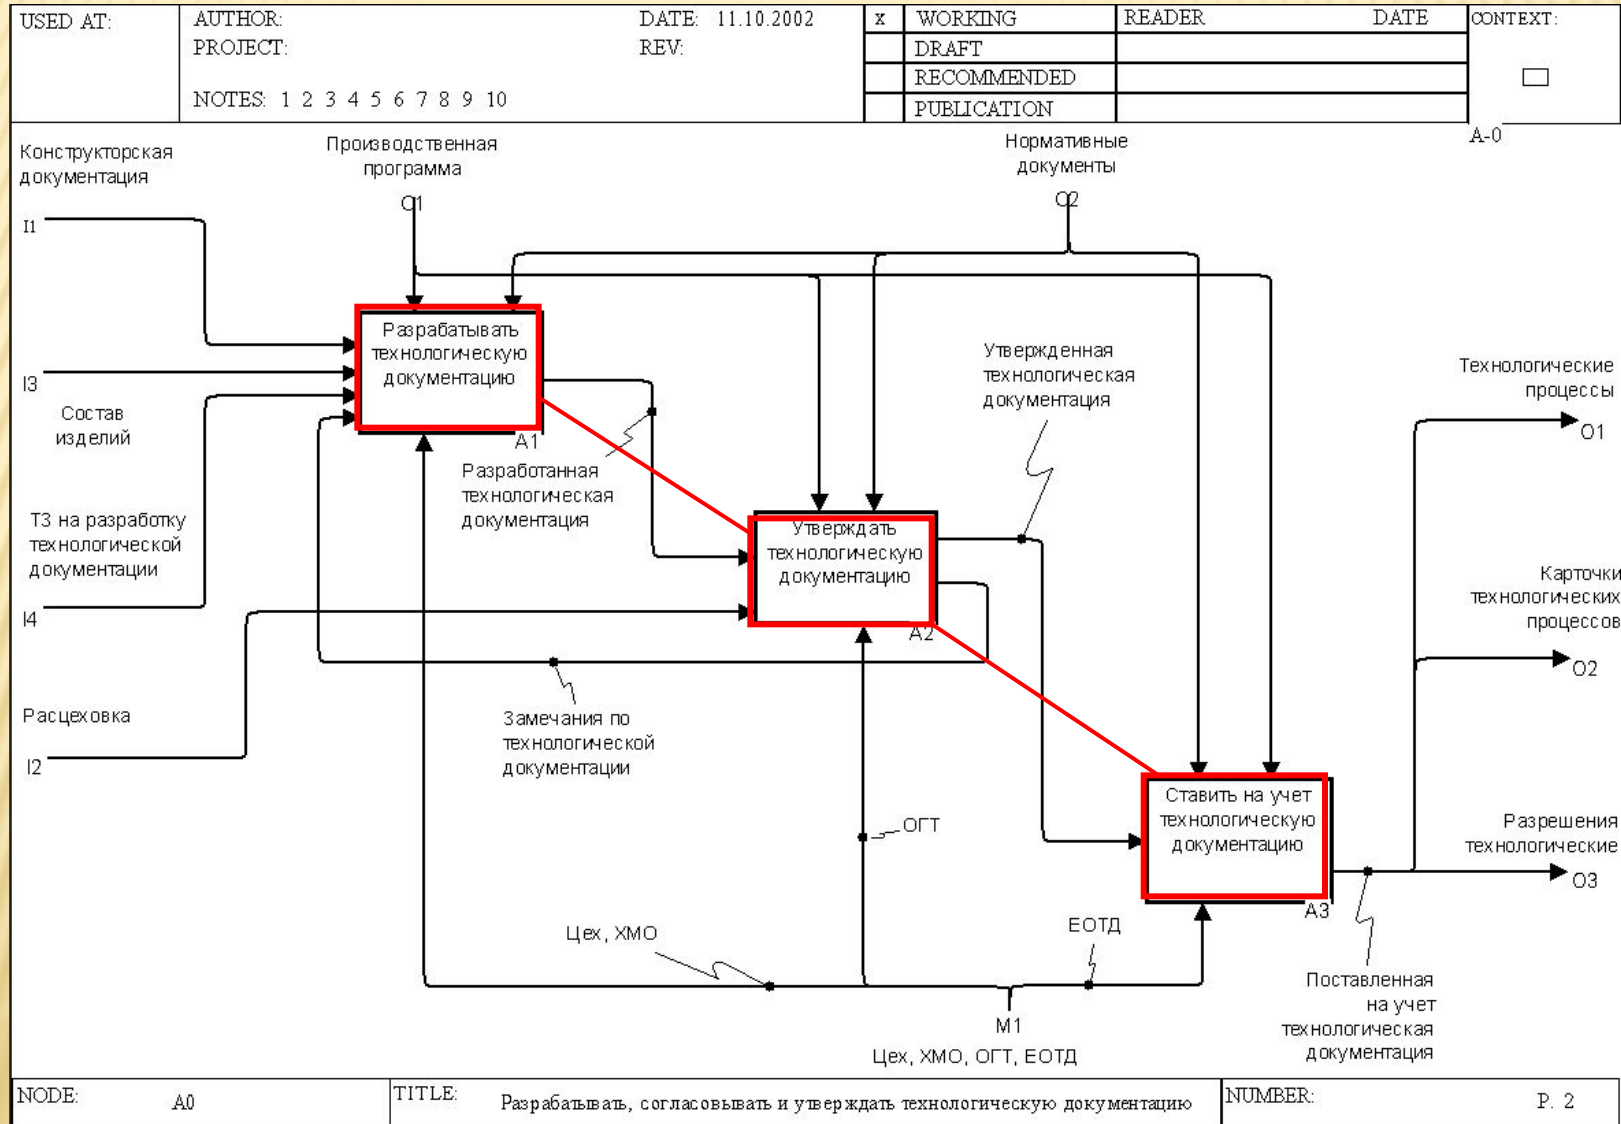 USED AT:
AUTHOR:
DATE: 11.10.2002
PROJECT:
REV:
NOTES: 1 2 3 4 5 6 7 8 9 10
x WORKING
DRAFT
RECOMMENDED
PUBLICATION
READER DATE
CONTEXT:
A-0
Конструкторская
документация
I1
Производственная
программа
C1
Нормативные
документы
C2
Разрабатывать
технологическую
документацию
A1
I3
Состав
изделий
Утвержденная
технологическая
документация
Технологические
процессы
O1
Разработанная
технологическая
документация
ТЗ на разработку
технологической
документации
I4
Утверждать
технологическую
документацию
A2
Карточки
технологических
процессов
O2
Расцеховка
I2
Замечания по
технологической
документации
Ставить на учет
технологическую
документацию
A3
ОГТ
Разрешения
технологические
O3
Цех, ХМО
ЕОТД
Поставленная
на учет
технологическая
документация
M1
Цех, ХМО, ОГТ, ЕОТД
NODE: A0
TITLE: Разрабатывать, согласовывать и утверждать технологическую документацию
NUMBER: P. 2